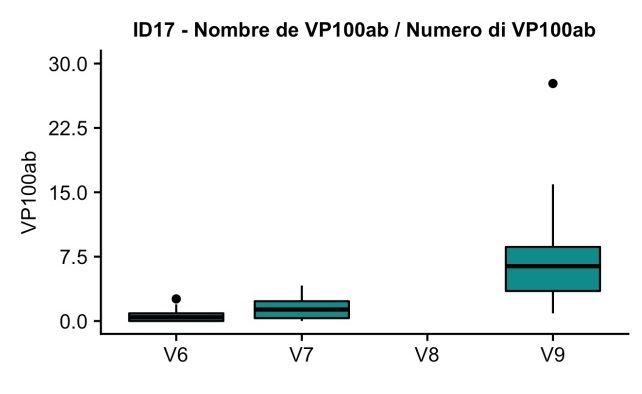 ID17 - Nombre de VP100ab / Numero di VP100ab
30.0
22.5
15.0
7.5
0.0
VP100ab
V6 V7 V8 V9